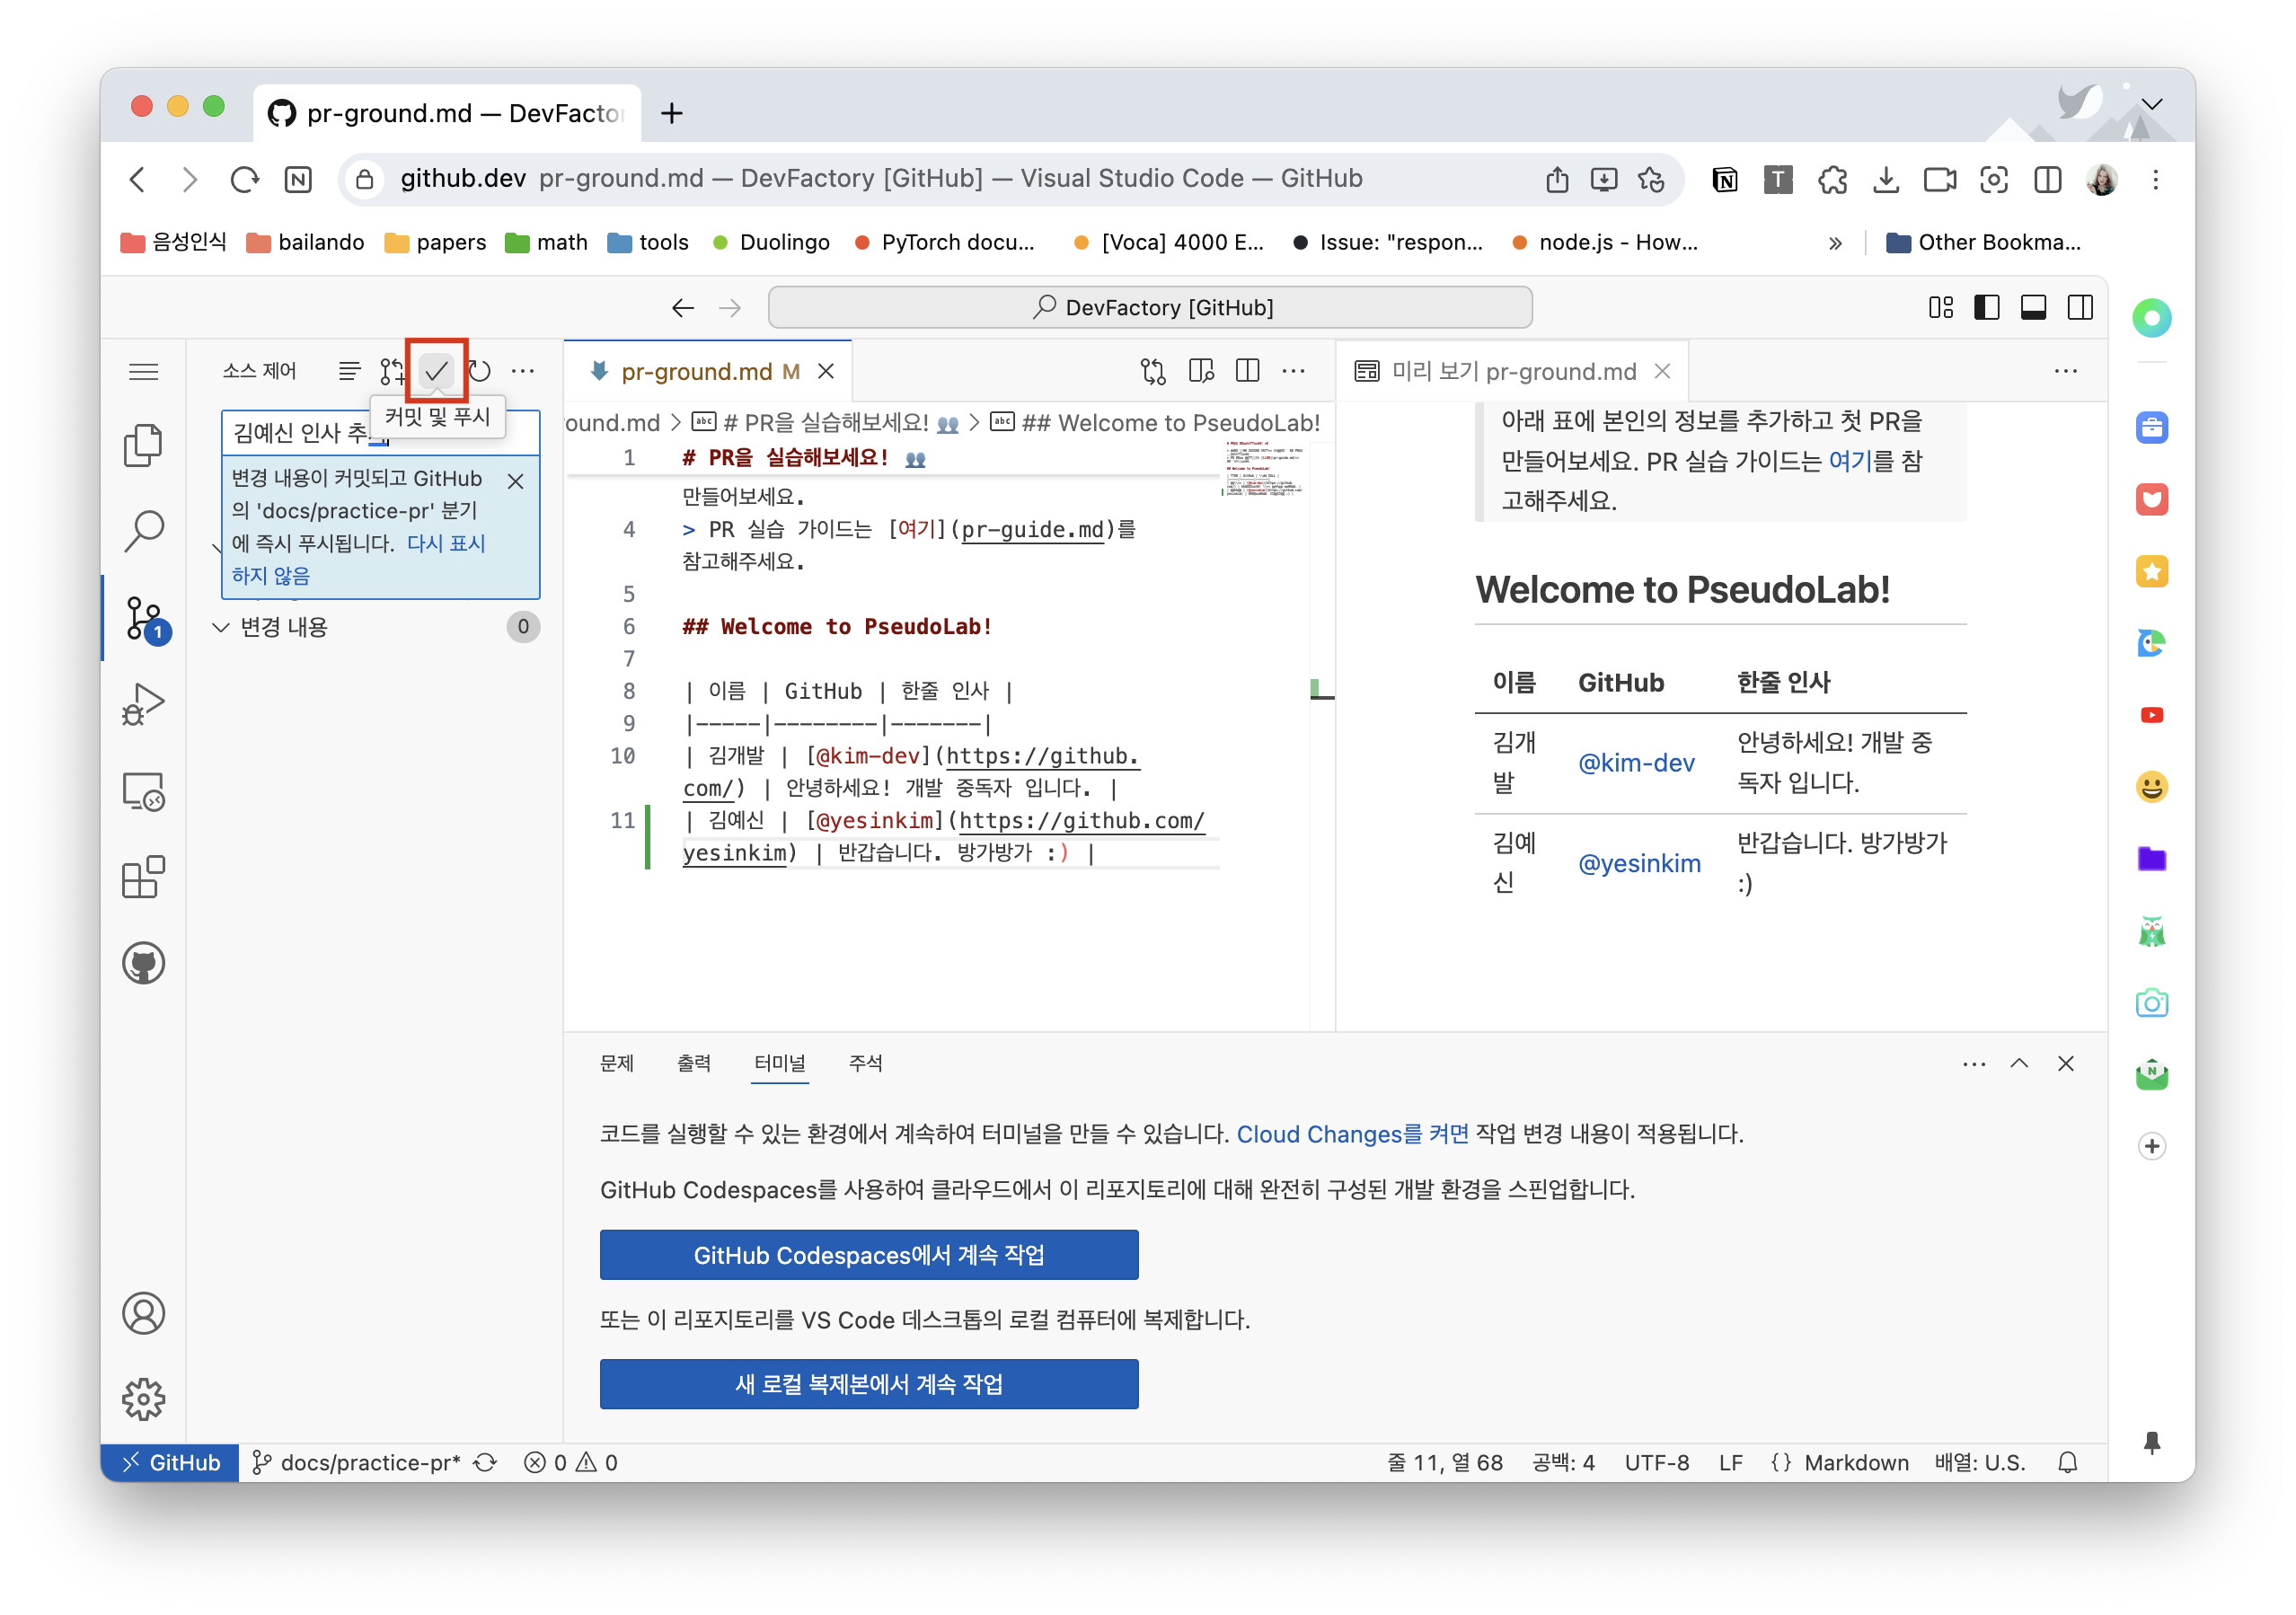 pr-ground.md — DevFactor
github.dev pr-ground.md — DevFactory [GitHub] — Visual Studio Code — GitHub
음성인식 bailando papers math tools Duolingo PyTorch docu... [Voca] 4000 E... Issue: "respon... node.js - How... » Other Bookma...
DevFactory [GitHub]
소스 제어
커밋 및 푸시
김예신 인사
변경 내용이 커밋되고 GitHub
의 'docs/practice-pr' 분기
에 즉시 푸시됩니다. 다시 표시
하지 않음
변경 내용 0
1
pr-ground.md M
ound.md > # PR을 실습해보세요! 👥 > ## Welcome to PseudoLab!
1 # PR을 실습해보세요! 👥
만들어보세요.
4 > PR 실습 가이드는 [여기](pr-guide.md)를
참고해주세요.
5
6 ## Welcome to PseudoLab!
7
8 | 이름 | GitHub | 한줄 인사 |
9 |-----|--------|-------|
10 | 김개발 | [@kim-dev](https://github.
com/) | 안녕하세요! 개발 중독자 입니다. |
11 | 김예신 | [@yesinkim](https://github.com/
yesinkim) | 반갑습니다. 방가방가 :) |
미리 보기 pr-ground.md
아래 표에 본인의 정보를 추가하고 첫 PR을
만들어보세요. PR 실습 가이드는 여기를 참
고해주세요.
Welcome to PseudoLab!
이름 GitHub 한줄 인사
김개
발
@kim-dev
안녕하세요! 개발 중
독자 입니다.
김예
신
@yesinkim
반갑습니다. 방가방가
:)
문제 출력 터미널 주석
코드를 실행할 수 있는 환경에서 계속하여 터미널을 만들 수 있습니다. Cloud Changes를 켜면 작업 변경 내용이 적용됩니다.
GitHub Codespaces를 사용하여 클라우드에서 이 리포지토리에 대해 완전히 구성된 개발 환경을 스핀업합니다.
GitHub Codespaces에서 계속 작업
또는 이 리포지토리를 VS Code 데스크톱의 로컬 컴퓨터에 복제합니다.
새 로컬 복제본에서 계속 작업
GitHub docs/practice-pr* 0 0 줄 11, 열 68 공백: 4 UTF-8 LF {} Markdown 배열: U.S.